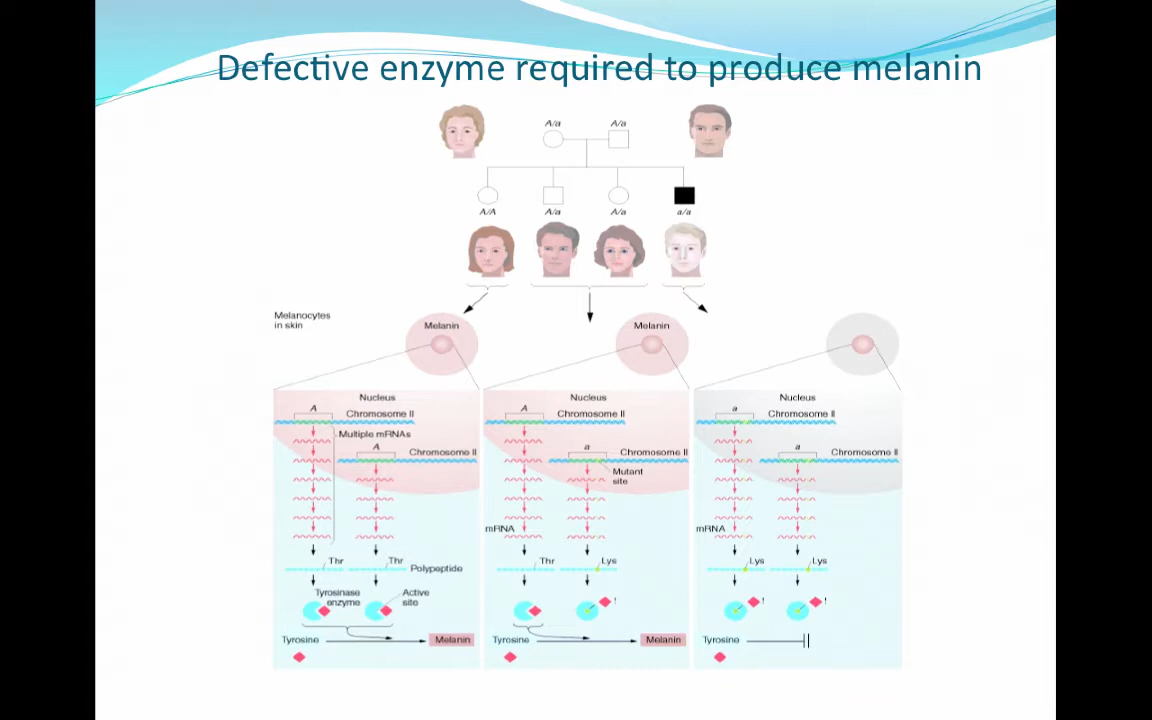 Defective enzyme required to produce melanin
A/a A/a
A/A A/a A/a a/a
Melanocytes
in skin
Melanin Melanin
Nucleus Nucleus Nucleus
A Chromosome II A Chromosome II a Chromosome II
Multiple mRNAs
A Chromosome II a Chromosome II a Chromosome II
Mutant
site
mRNA mRNA
Thr Thr Polypeptide Thr Lys Lys Lys
Tyrosinase
enzyme
Active
site
! ! !
Tyrosine Melanin Tyrosine Melanin Tyrosine